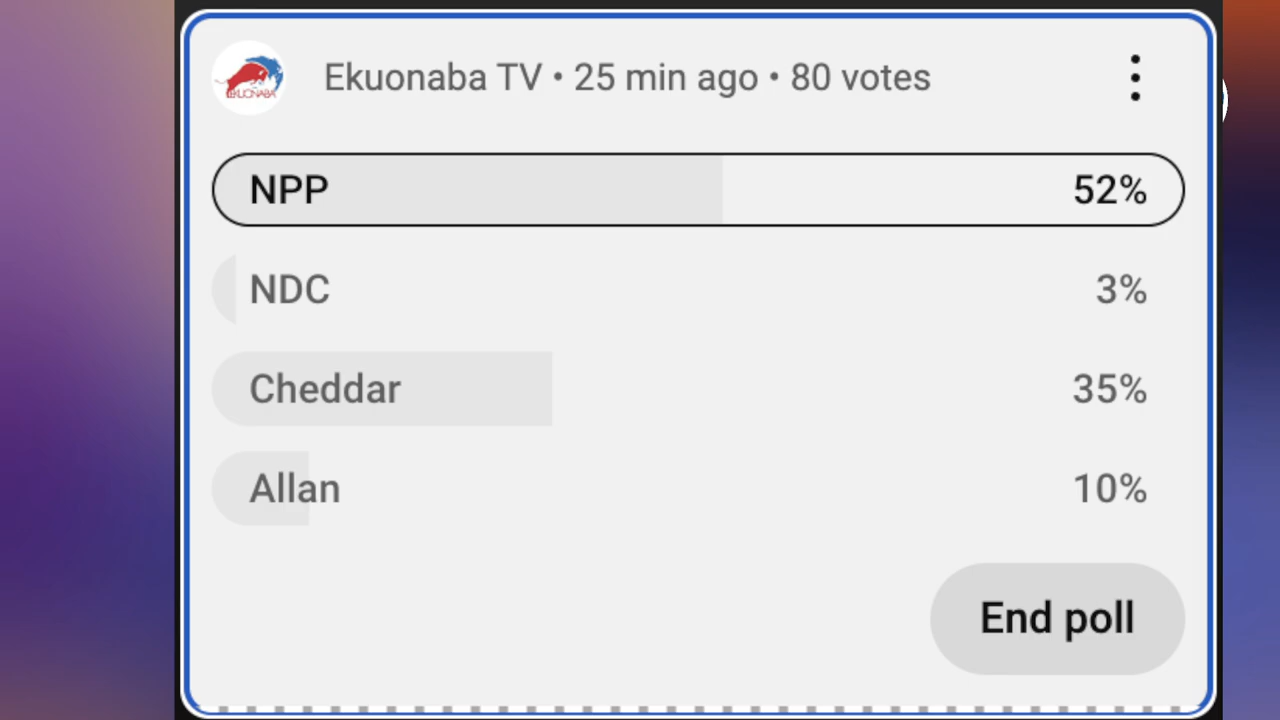 Ekuonaba TV • 25 min ago • 80 votes
NPP 52%
NDC 3%
Cheddar 35%
Allan 10%
End poll